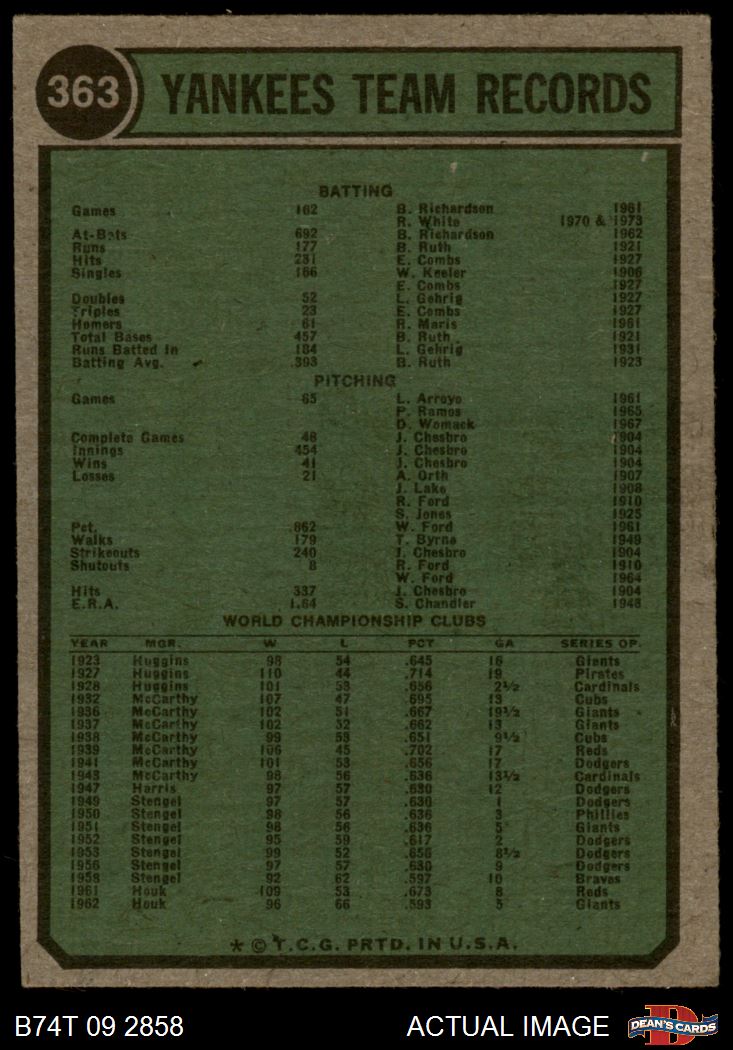 363 YANKEES TEAM RECORDS
BATTING
Games 162 B. Richardson 1961
R. White 1970 & 1973
At-Bats 692 B. Richardson 1962
Runs 177 B. Ruth 1921
Hits 231 E. Combs 1927
Singles 166 W. Keeler 1906
E. Combs 1927
Doubles 52 L. Gehrig 1927
Triples 23 E. Combs 1927
Homers 61 R. Maris 1961
Total Bases 457 B. Ruth 1921
Runs Batted In 184 L. Gehrig 1931
Batting Avg. .393 B. Ruth 1923
PITCHING
Games 65 L. Arroyo 1961
P. Ramos 1965
D. Womack 1967
Complete Games 48 J. Chesbro 1904
Innings 454 J. Chesbro 1904
Wins 41 J. Chesbro 1904
Losses 21 A. Orth 1907
J. Lake 1908
R. Ford 1910
S. Jones 1925
Pct. .862 W. Ford 1961
Walks 179 T. Byrne 1949
Strikeouts 240 J. Chesbro 1904
Shutouts 8 R. Ford 1910
W. Ford 1964
Hits 337 J. Chesbro 1904
E.R.A. 1.64 S. Chandler 1943
WORLD CHAMPIONSHIP CLUBS
YEAR MGR. W L PCT GA SERIES OP.
1923 Huggins 98 54 .645 16 Giants
1927 Huggins 110 44 .714 19 Pirates
1928 Huggins 101 53 .656 2½ Cardinals
1932 McCarthy 107 47 .695 13 Cubs
1936 McCarthy 102 51 .667 19½ Giants
1937 McCarthy 102 52 .662 13 Giants
1938 McCarthy 99 53 .651 9½ Cubs
1939 McCarthy 106 45 .702 17 Reds
1941 McCarthy 101 53 .656 17 Dodgers
1943 McCarthy 98 56 .636 13½ Cardinals
1947 Harris 97 57 .630 12 Dodgers
1949 Stengel 97 57 .630 1 Dodgers
1950 Stengel 98 56 .636 3 Phillies
1951 Stengel 98 56 .636 5 Giants
1952 Stengel 95 59 .617 2 Dodgers
1953 Stengel 99 52 .656 8½ Dodgers
1956 Stengel 97 57 .630 9 Dodgers
1958 Stengel 92 62 .597 10 Braves
1961 Houk 109 53 .673 8 Reds
1962 Houk 96 66 .593 5 Giants
* © T.C.G. PRTD. IN U.S.A.
B74T 09 2858 ACTUAL IMAGE DEAN'S CARDS